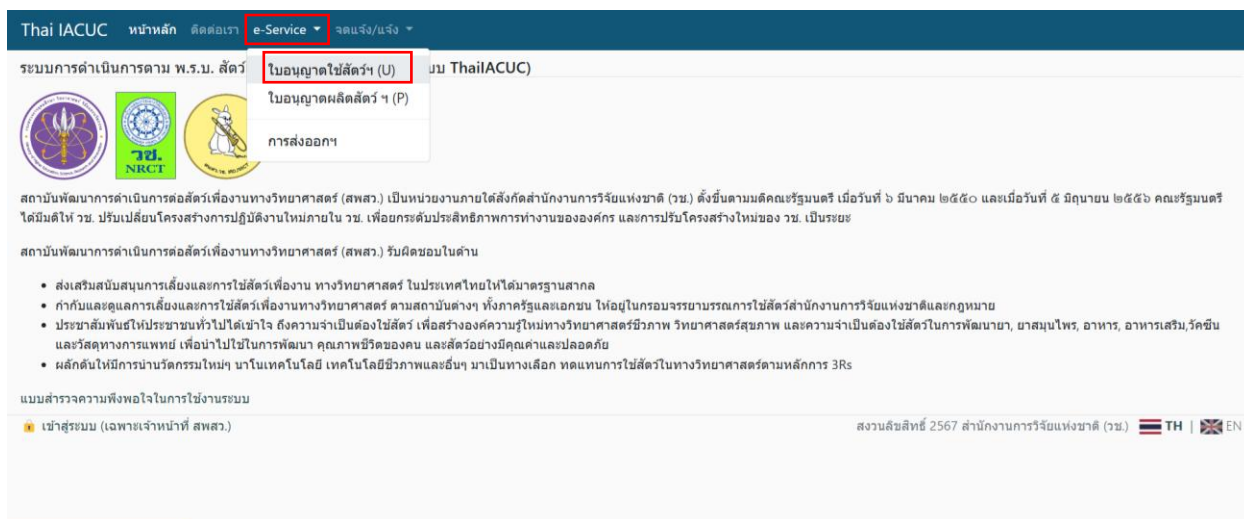 Thai IACUC หน้าหลัก ติดต่อเรา e-Service จดแจ้ง/แจ้ง
ระบบการดำเนินการตาม พ.ร.บ. สัตว์ บบ ThaiIACUC)
ใบอนุญาตใช้สัตว์ฯ (U)
ใบอนุญาตผลิตสัตว์ ฯ (P)
การส่งออกฯ
วช.
NRCT
สถาบันพัฒนาการดำเนินการต่อสัตว์เพื่องานทางวิทยาศาสตร์ (สพสว.) เป็นหน่วยงานภายใต้สังกัดสำนักงานการวิจัยแห่งชาติ (วช.) ตั้งขึ้นตามมติคณะรัฐมนตรี เมื่อวันที่ ๖ มีนาคม ๒๕๕๐ และเมื่อวันที่ ๕ มิถุนายน ๒๕๕๖ คณะรัฐมนตรี
ได้มีมติให้ วช. ปรับเปลี่ยนโครงสร้างการปฏิบัติงานใหม่ภายใน วช. เพื่อยกระดับประสิทธิภาพการทำงานขององค์กร และการปรับโครงสร้างใหม่ของ วช. เป็นระยะ
สถาบันพัฒนาการดำเนินการต่อสัตว์เพื่องานทางวิทยาศาสตร์ (สพสว.) รับผิดชอบในด้าน
• ส่งเสริมสนับสนุนการเลี้ยงและการใช้สัตว์เพื่องาน ทางวิทยาศาสตร์ ในประเทศไทยให้ได้มาตรฐานสากล
• กำกับและดูแลการเลี้ยงและการใช้สัตว์เพื่องานทางวิทยาศาสตร์ ตามสถาบันต่างๆ ทั้งภาครัฐและเอกชน ให้อยู่ในกรอบจรรยาบรรณการใช้สัตว์สำนักงานการวิจัยแห่งชาติและกฎหมาย
• ประชาสัมพันธ์ให้ประชาชนทั่วไปได้เข้าใจ ถึงความจำเป็นต้องใช้สัตว์ เพื่อสร้างองค์ความรู้ใหม่ทางวิทยาศาสตร์ชีวภาพ วิทยาศาสตร์สุขภาพ และความจำเป็นต้องใช้สัตว์ในการพัฒนายา, ยาสมุนไพร, อาหาร, อาหารเสริม,วัคซีน
และวัสดุทางการแพทย์ เพื่อนำไปใช้ในการพัฒนา คุณภาพชีวิตของคน และสัตว์อย่างมีคุณค่าและปลอดภัย
• ผลักดันให้มีการนำนวัตกรรมใหม่ๆ นาโนเทคโนโลยี เทคโนโลยีชีวภาพและอื่นๆ มาเป็นทางเลือก ทดแทนการใช้สัตว์ในทางวิทยาศาสตร์ตามหลักการ 3Rs
แบบสำรวจความพึงพอใจในการใช้งานระบบ
เข้าสู่ระบบ (เฉพาะเจ้าหน้าที่ สพสว.) สงวนลิขสิทธิ์ 2567 สำนักงานการวิจัยแห่งชาติ (วช.) TH | EN